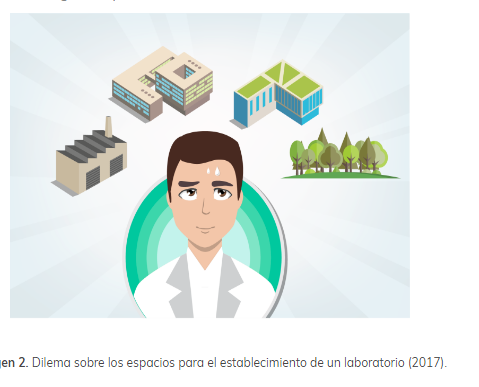 gen 2. Dilema sobre los espacios para el establecimiento de un laboratorio (2017).